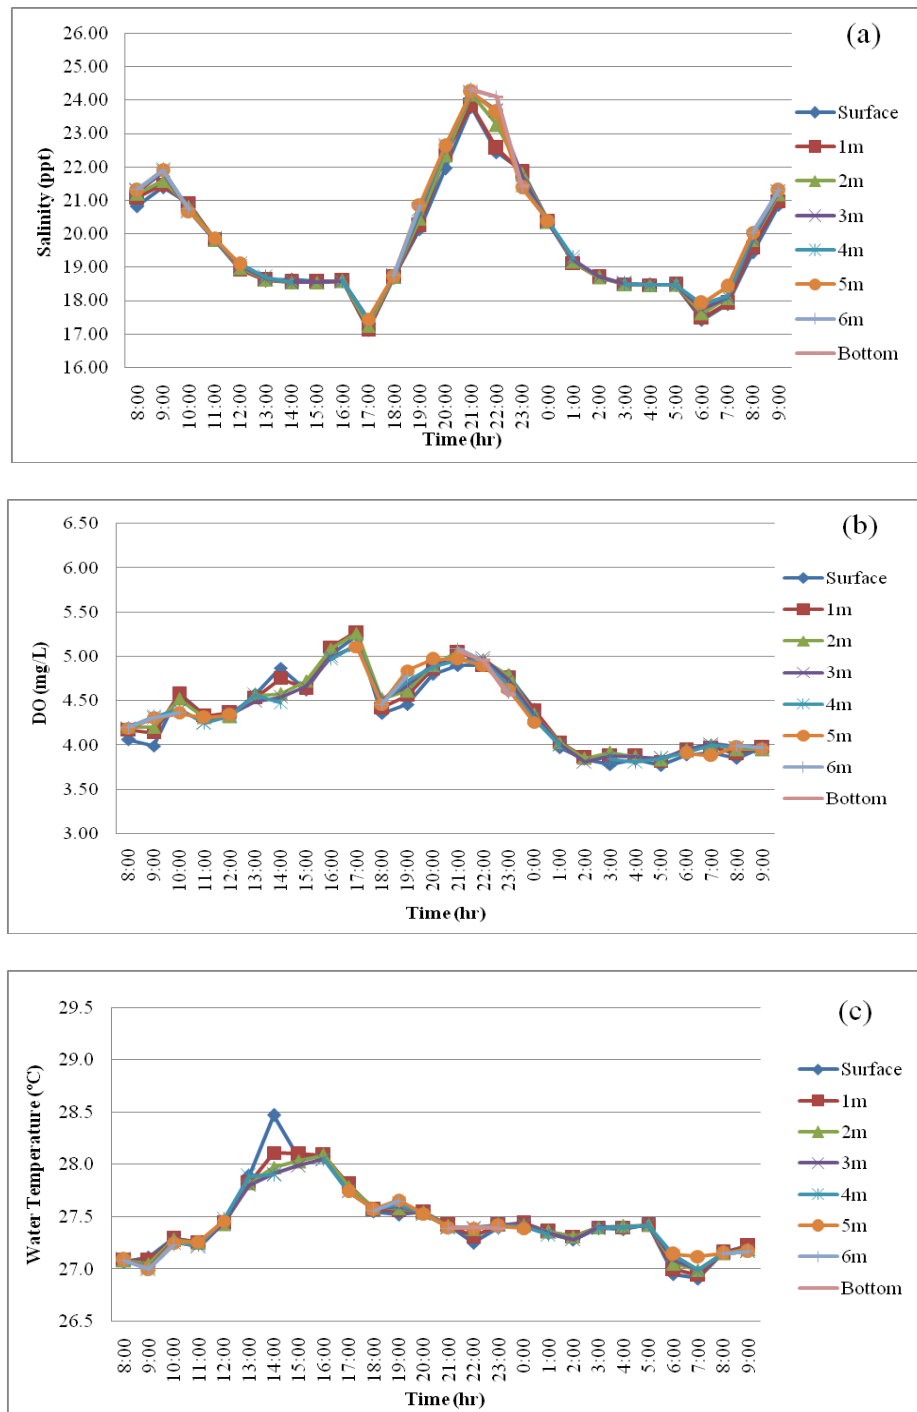 (a)
26.00
25.00
24.00
23.00
22.00
21.00
20.00
19.00
18.00
17.00
16.00
Salinity (ppt)
8:00 9:00 10:00 11:00 12:00 13:00 14:00 15:00 16:00 17:00 18:00 19:00 20:00 21:00 22:00 23:00 0:00 1:00 2:00 3:00 4:00 5:00 6:00 7:00 8:00 9:00
Time (hr)
Surface
1m
2m
3m
4m
5m
6m
Bottom
(b)
6.50
6.00
5.50
5.00
4.50
4.00
3.50
3.00
DO (mg/L)
8:00 9:00 10:00 11:00 12:00 13:00 14:00 15:00 16:00 17:00 18:00 19:00 20:00 21:00 22:00 23:00 0:00 1:00 2:00 3:00 4:00 5:00 6:00 7:00 8:00 9:00
Time (hr)
Surface
1m
2m
3m
4m
5m
6m
Bottom
(c)
29.5
29.0
28.5
28.0
27.5
27.0
26.5
Water Temperature (ºC)
8:00 9:00 10:00 11:00 12:00 13:00 14:00 15:00 16:00 17:00 18:00 19:00 20:00 21:00 22:00 23:00 0:00 1:00 2:00 3:00 4:00 5:00 6:00 7:00 8:00 9:00
Time (hr)
Surface
1m
2m
3m
4m
5m
6m
Bottom